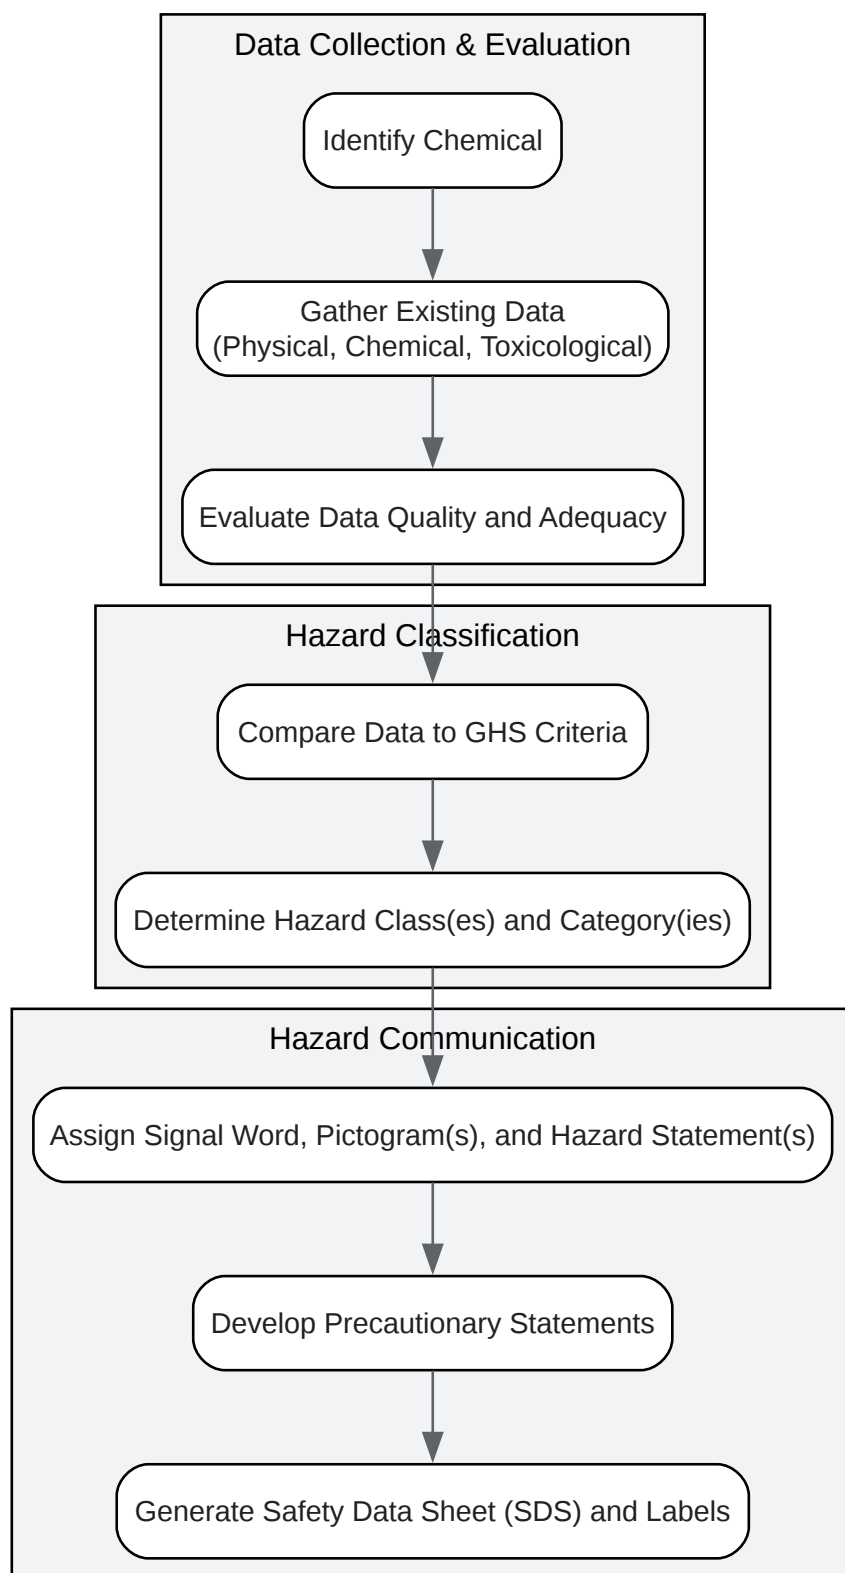 Data Collection & Evaluation
Identify Chemical
Gather Existing Data
(Physical, Chemical, Toxicological)
Evaluate Data Quality and Adequacy
Hazard Classification
Compare Data to GHS Criteria
Determine Hazard Class(es) and Category(ies)
Hazard Communication
Assign Signal Word, Pictogram(s), and Hazard Statement(s)
Develop Precautionary Statements
Generate Safety Data Sheet (SDS) and Labels